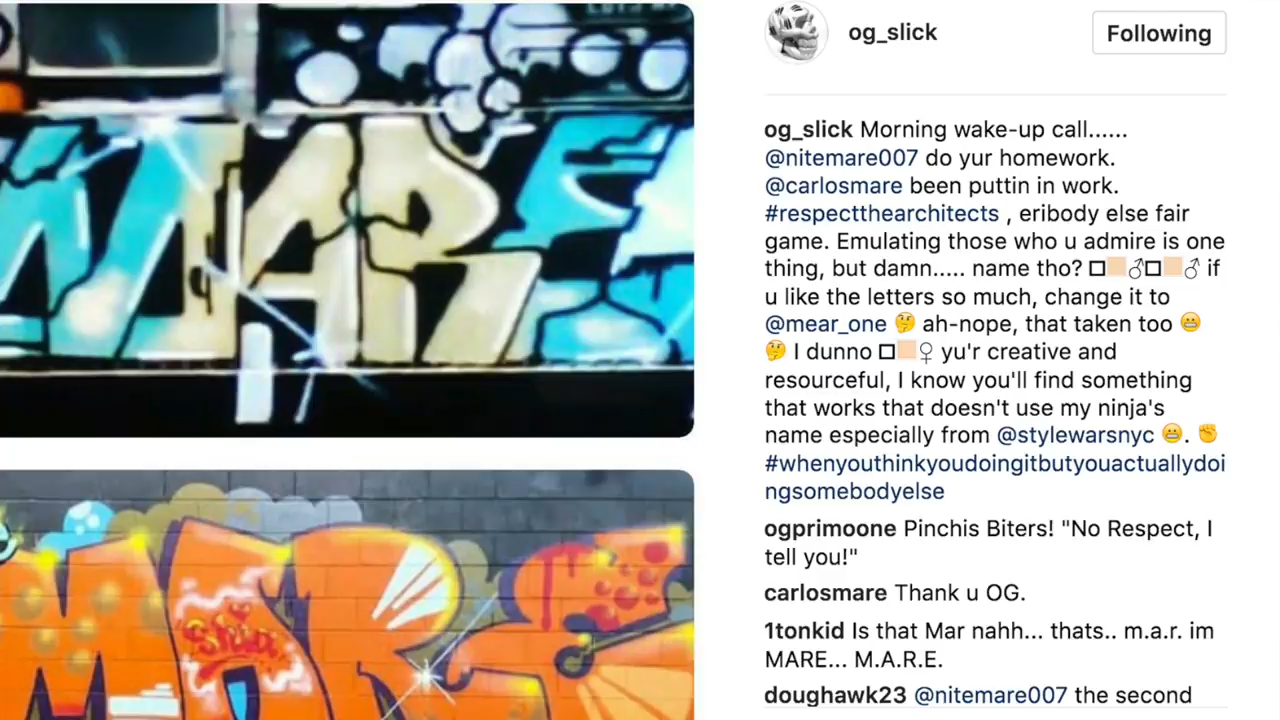 MARE
MARE
Shia
og_slick
Following
og_slick Morning wake-up call......
@nitemare007 do yur homework.
@carlosmare been puttin in work.
#respectthearchitects , eribody else fair
game. Emulating those who u admire is one
thing, but damn..... name tho? □🏼♂□🏼♂ if
u like the letters so much, change it to
@mear_one 🤔 ah-nope, that taken too 😬
🤔 I dunno □🏼♀ yu'r creative and
resourceful, I know you'll find something
that works that doesn't use my ninja's
name especially from @stylewarsnyc 😬. ✊
#whenyouthinkyoudoingitbutyouactuallydoi
ngsomebodyelse
ogprimoone Pinchis Biters! "No Respect, I
tell you!"
carlosmare Thank u OG.
1tonkid Is that Mar nahh... thats.. m.a.r. im
MARE... M.A.R.E.
doughawk23 @nitemare007 the second